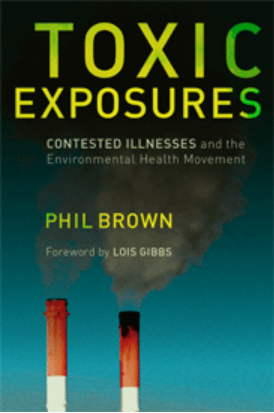 TOXIC
EXPOSURES
CONTESTED ILLNESSES and the
Environmental Health Movement
PHIL BROWN
Foreword by LOIS GIBBS